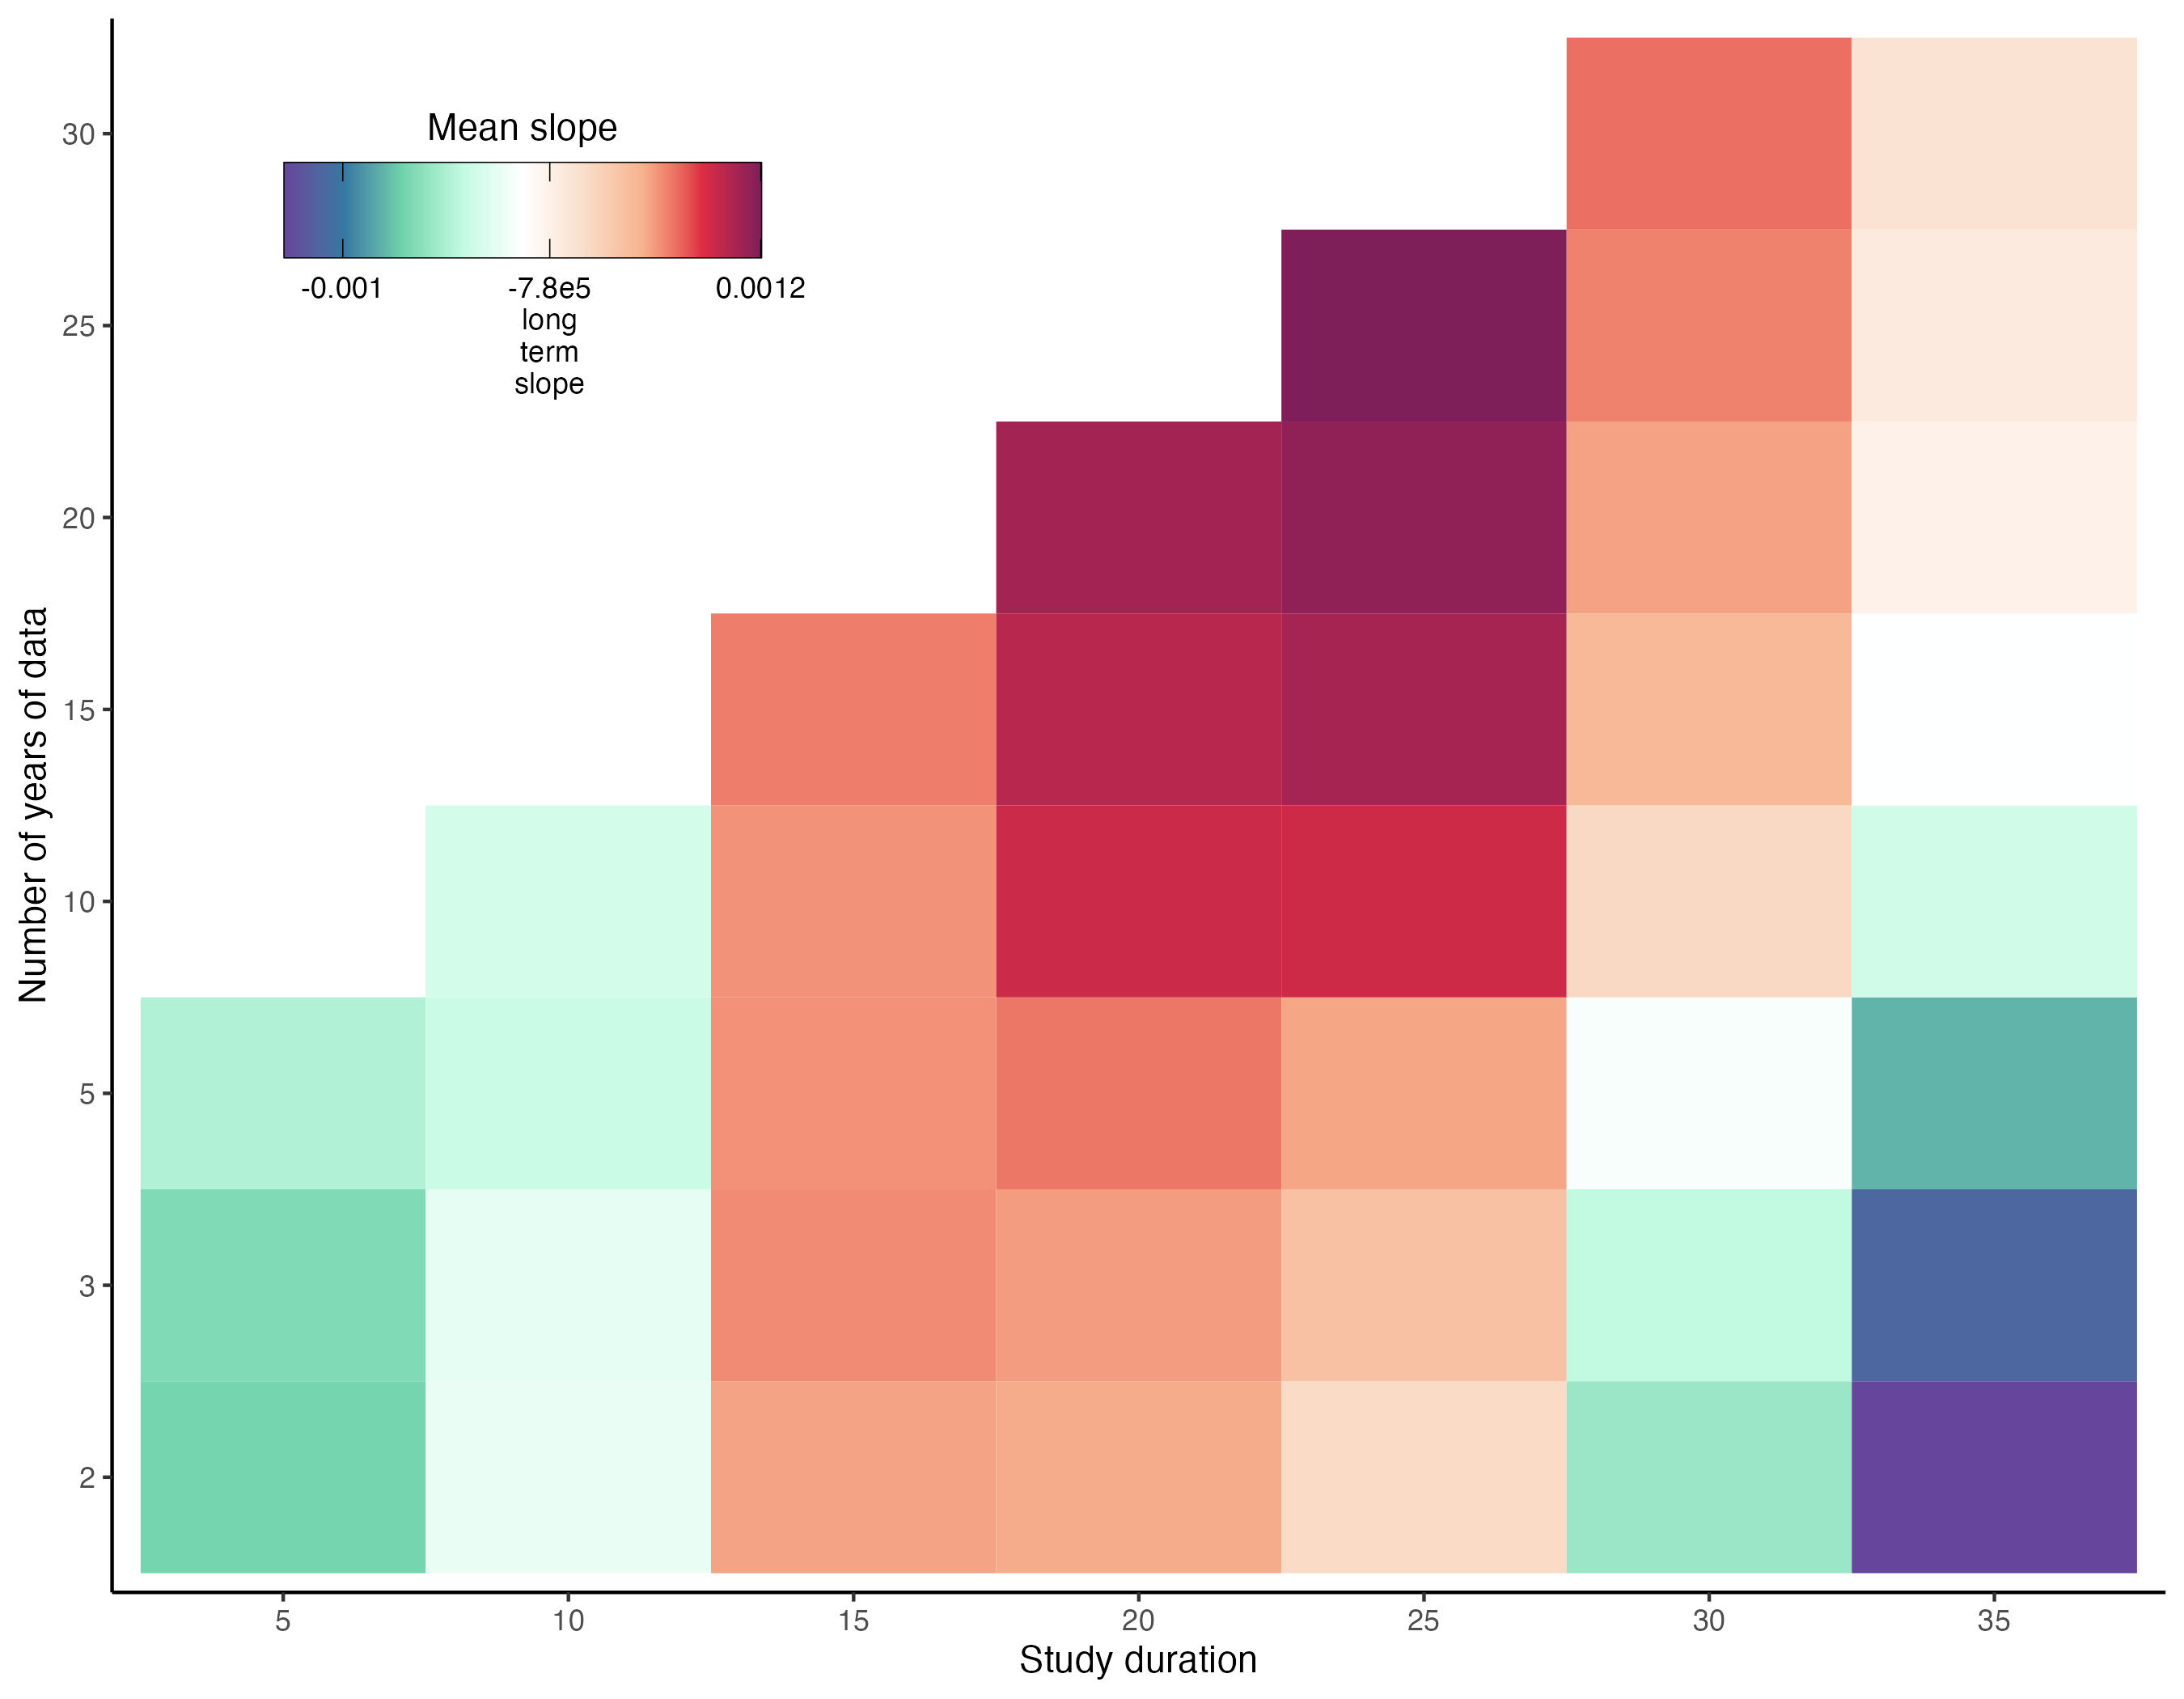 Mean slope
-0.001 -7.8e5 0.0012
long
term
slope
Number of years of data
30
25
20
15
10
5
3
2
5 10 15 20 25 30 35
Study duration